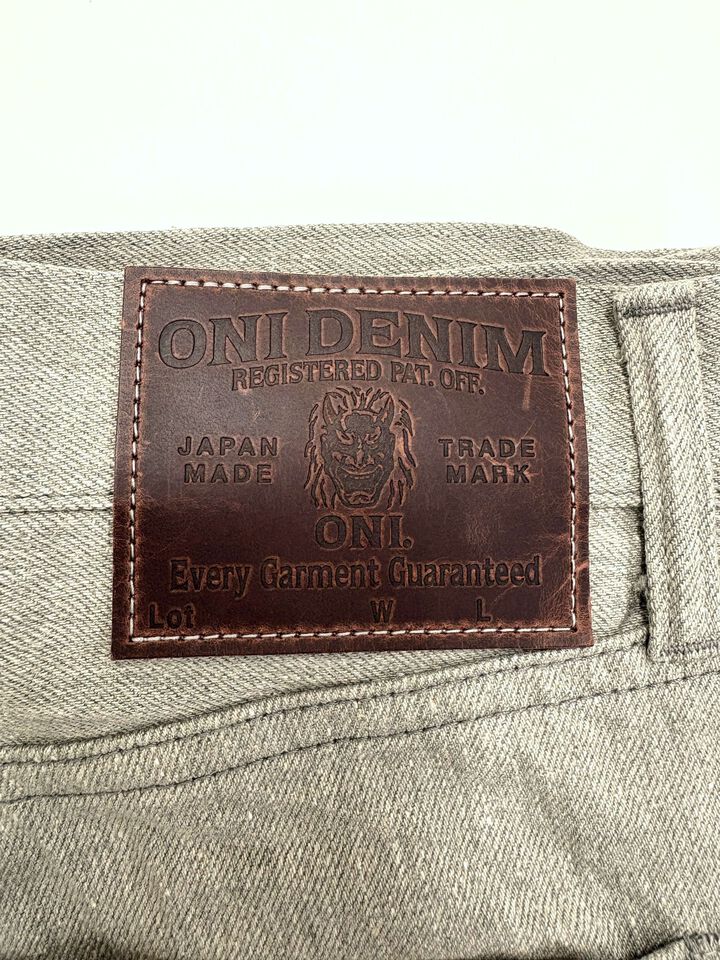 ONI DENIM
REGISTERED PAT. OFF.
JAPAN MADE
TRADE MARK
ONI.
Every Garment Guaranteed
Lot W L